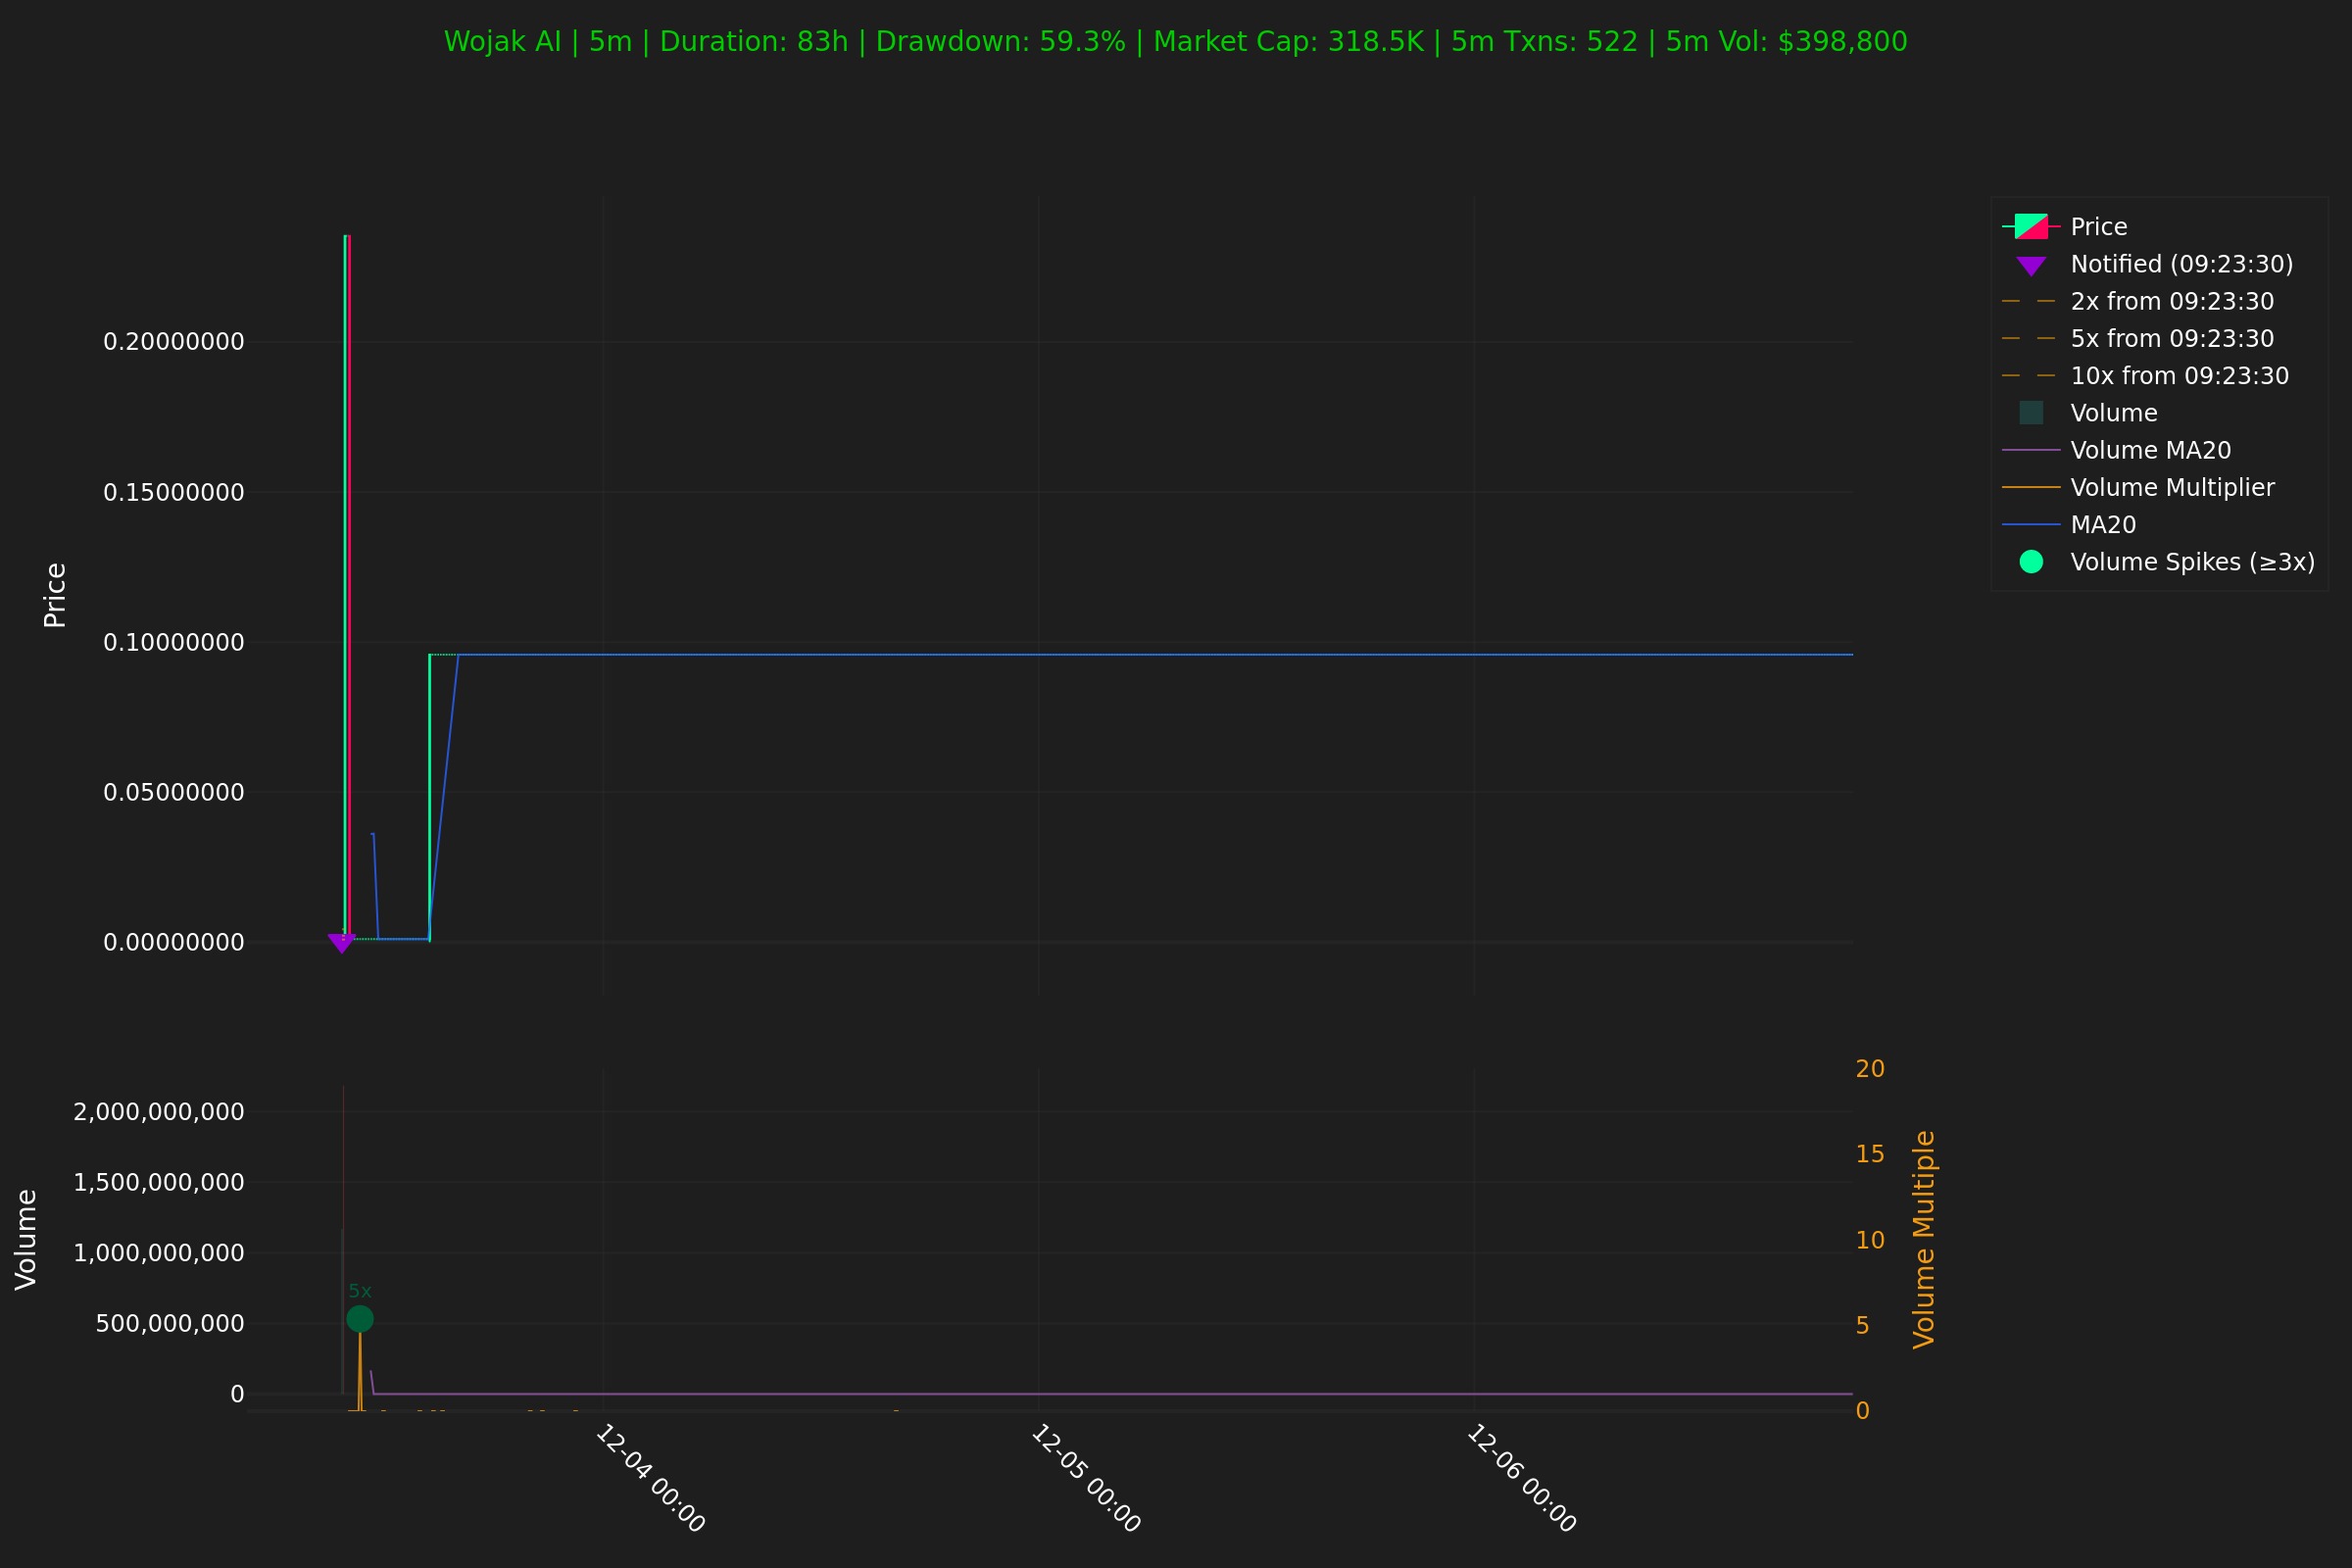 Wojak AI | 5m | Duration: 83h | Drawdown: 59.3% | Market Cap: 318.5K | 5m Txns: 522 | 5m Vol: $398,800
Price
0.20000000
0.15000000
0.10000000
0.05000000
0.00000000
Price
Notified (09:23:30)
2x from 09:23:30
5x from 09:23:30
10x from 09:23:30
Volume
Volume MA20
Volume Multiplier
MA20
Volume Spikes (≥3x)
Volume
2,000,000,000
1,500,000,000
1,000,000,000
500,000,000
0
5x
20
15
10
5
0
Volume Multiple
12-04 00:00
12-05 00:00
12-06 00:00